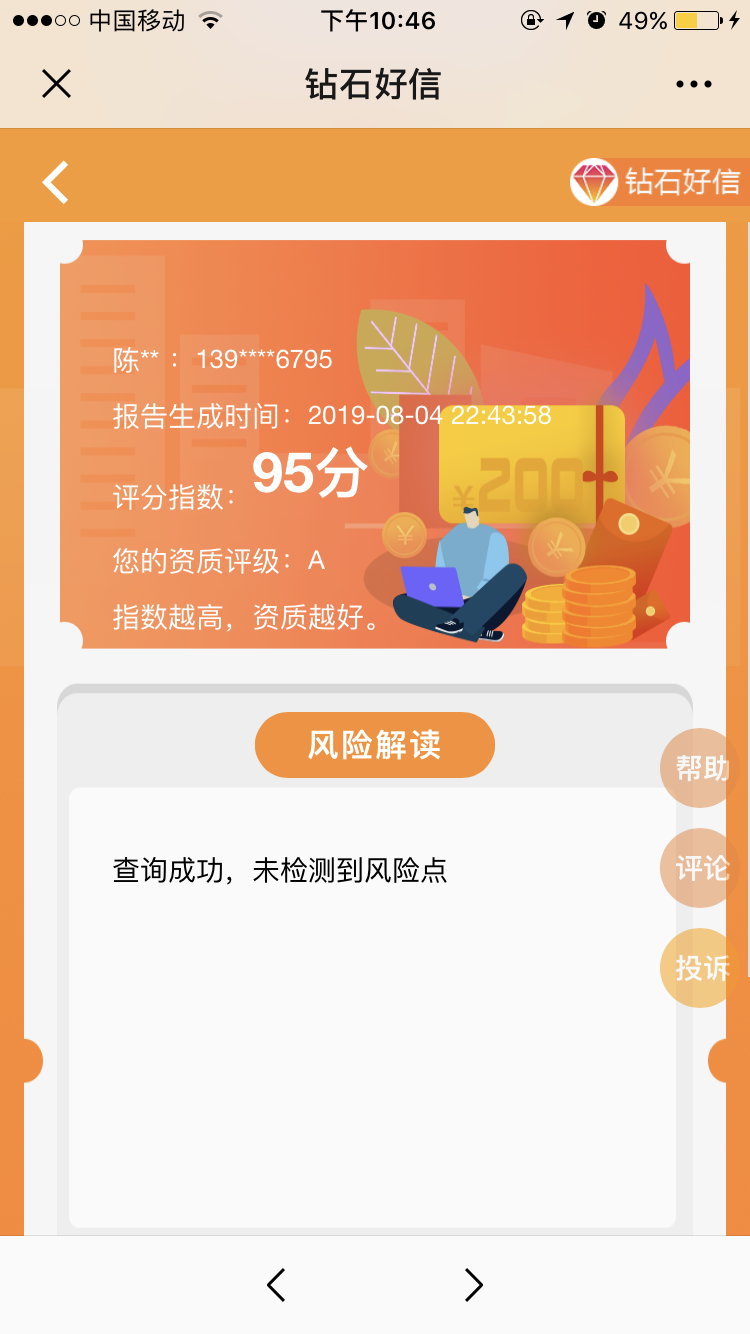 中国移动
下午10:46
49%
钻石好信
钻石好信
陈** : 139****6795
报告生成时间：2019-08-04 22:43:58
评分指数：95分
您的资质评级：A
指数越高，资质越好。
¥200
风险解读
查询成功，未检测到风险点
帮助
评论
投诉